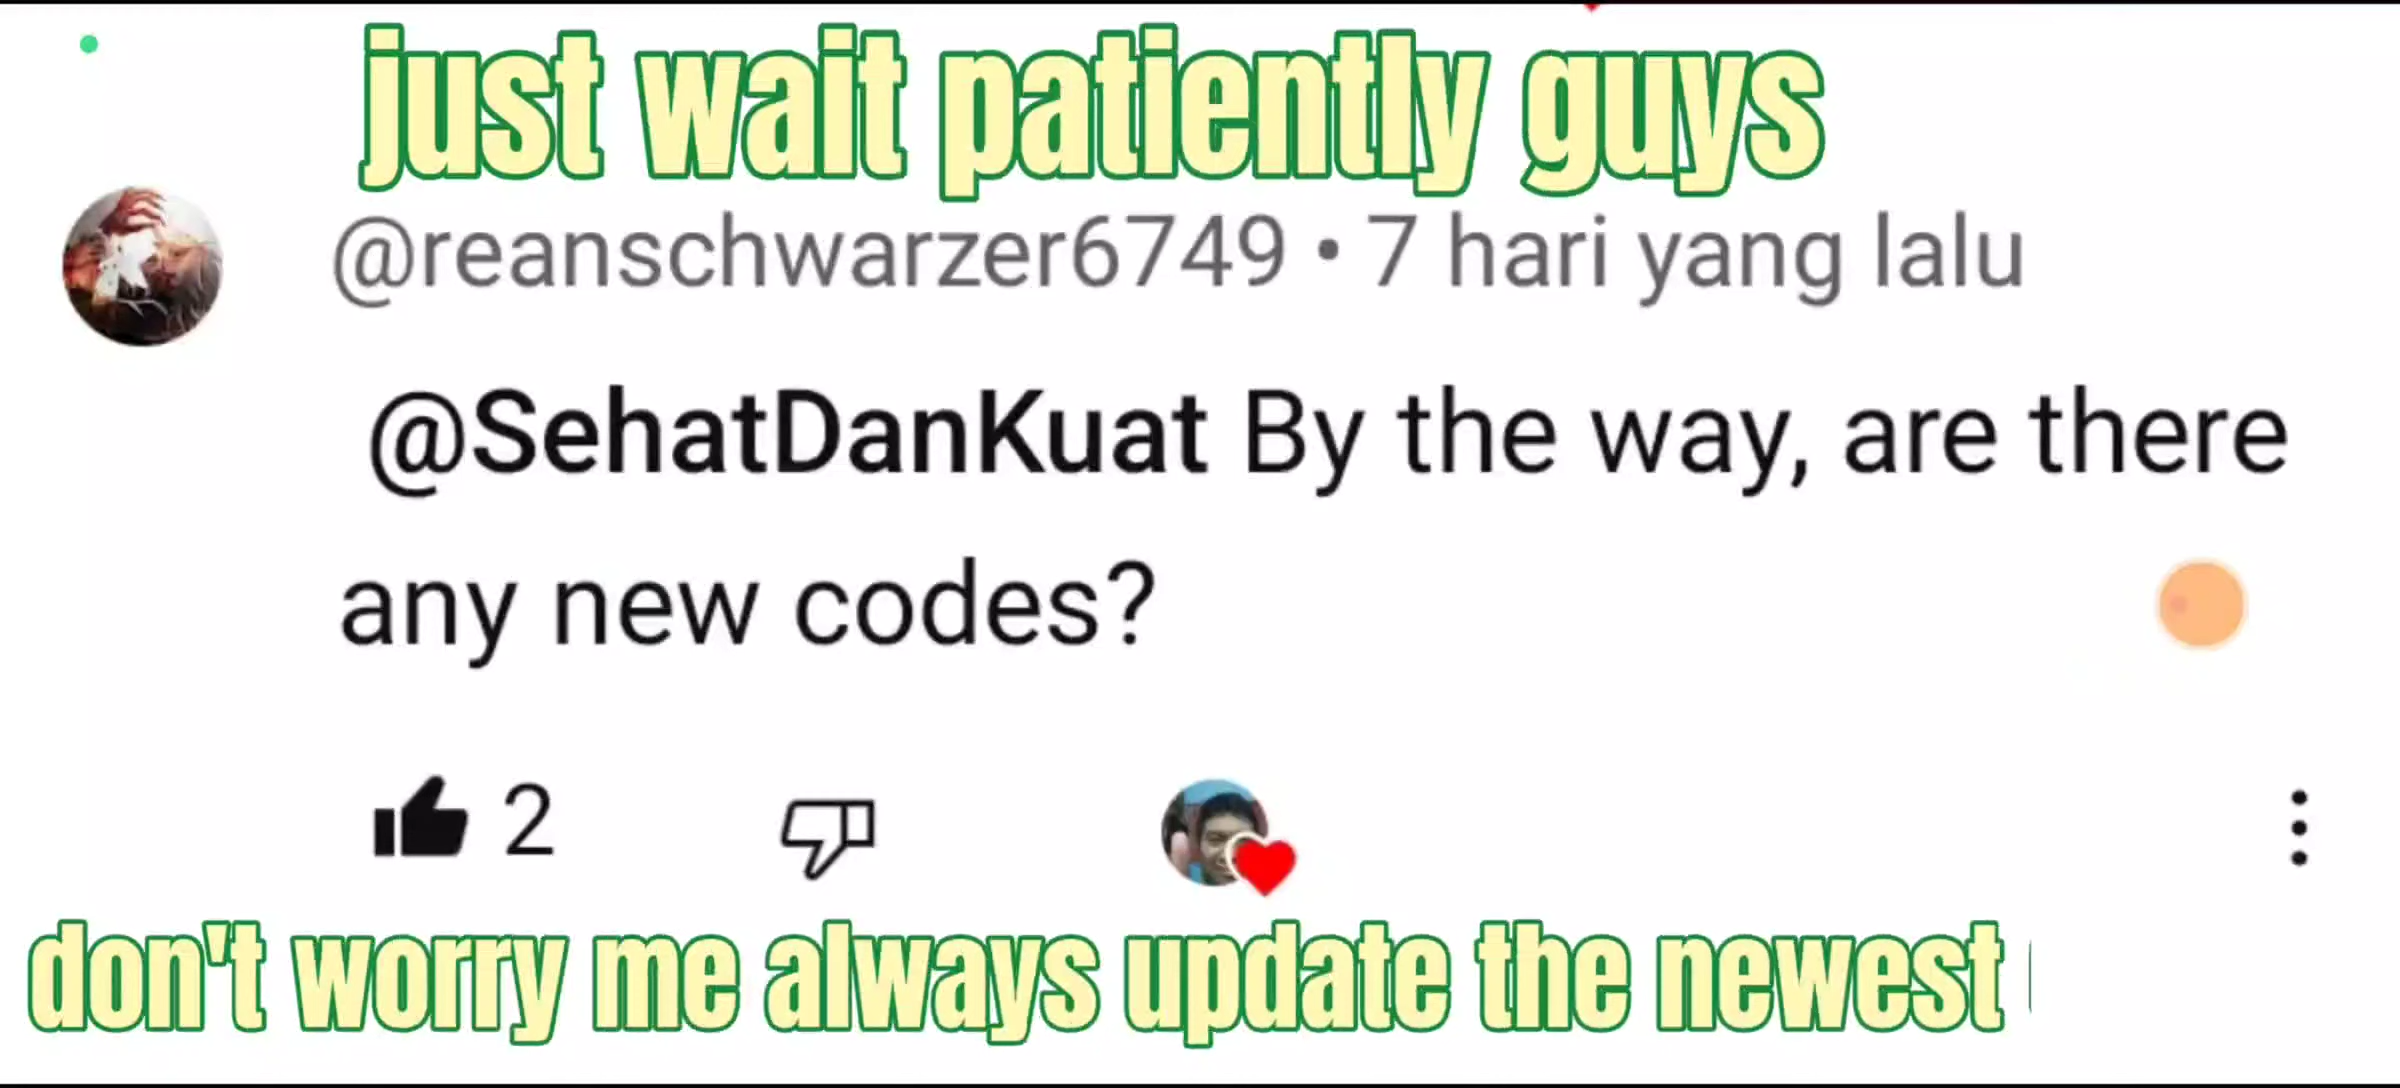 just wait patiently guys
@reanschwarzer6749 • 7 hari yang lalu
@SehatDanKuat By the way, are there
any new codes?
2
don't worry me always update the newest